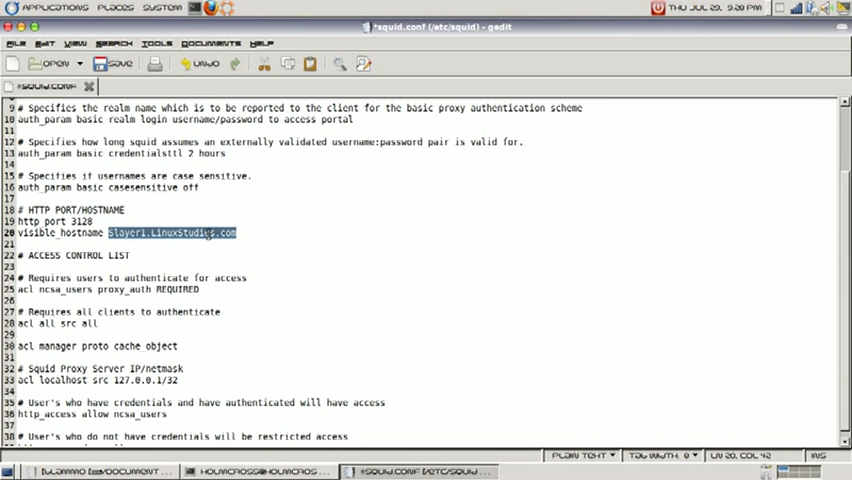 Applications Places System
Thu Jul 29, 9:20 PM
*squid.conf (/etc/squid) - gedit
File Edit View Search Tools Documents Help
Open Save Undo
*squid.conf
9 # Specifies the realm name which is to be reported to the client for the basic proxy authentication scheme
10 auth_param basic realm login username/password to access portal
11
12 # Specifies how long squid assumes an externally validated username:password pair is valid for.
13 auth_param basic credentialsttl 2 hours
14
15 # Specifies if usernames are case sensitive.
16 auth_param basic casesensitive off
17
18 # HTTP PORT/HOSTNAME
19 http port 3128
20 visible_hostname Slayer1.LinuxStudios.com
21
22 # ACCESS CONTROL LIST
23
24 # Requires users to authenticate for access
25 acl ncsa_users proxy_auth REQUIRED
26
27 # Requires all clients to authenticate
28 acl all src all
29
30 acl manager proto cache_object
31
32 # Squid Proxy Server IP/netmask
33 acl localhost src 127.0.0.1/32
34
35 # User's who have credentials and have authenticated will have access
36 http_access allow ncsa_users
37
38 # User's who do not have credentials will be restricted access
Plain Text Tab Width: 8 Ln 20, Col 42 INS
*squid.conf (/etc/squid ...